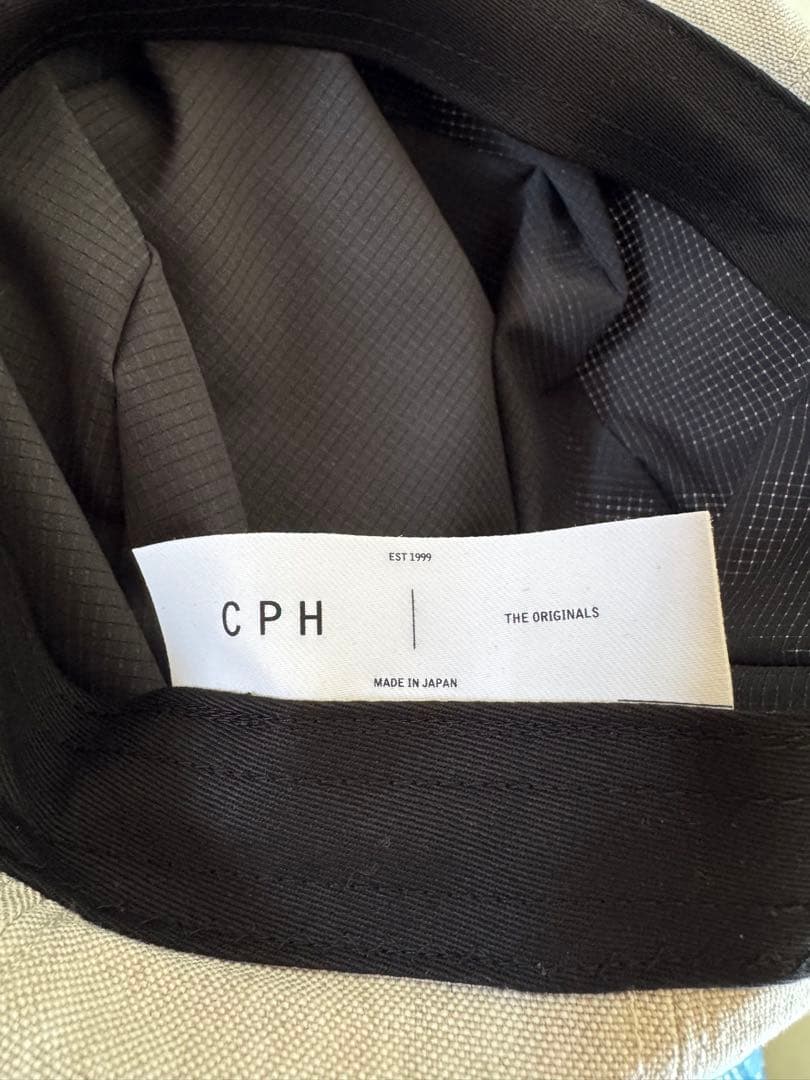 EST 1999
CPH | THE ORIGINALS
MADE IN JAPAN